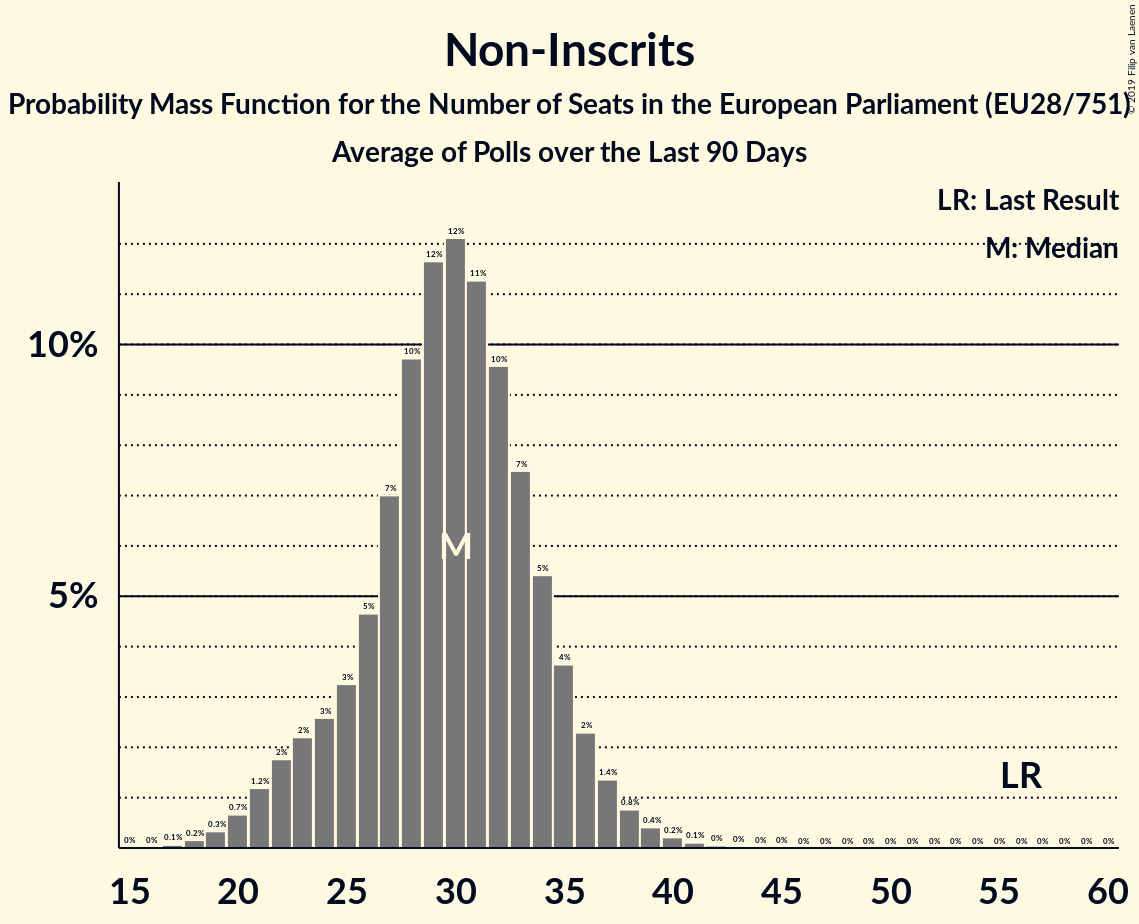 © 2019 Filip van Laenen
Non-Inscrits
Probability Mass Function for the Number of Seats in the European Parliament (EU28/751)
Average of Polls over the Last 90 Days
LR: Last Result
M: Median
10%
5%
0% 0% 0.1% 0.2% 0.3% 0.7% 1.2% 2% 2% 3% 3% 5% 7% 10% 12% 12% 11% 10% 7% 5% 4% 2% 1.4% 0.8% 0.4% 0.2% 0.1% 0% 0% 0% 0% 0% 0% 0% 0% 0% 0% 0% 0% 0% 0% 0% 0% 0% 0% 0%
M
LR
15 20 25 30 35 40 45 50 55 60